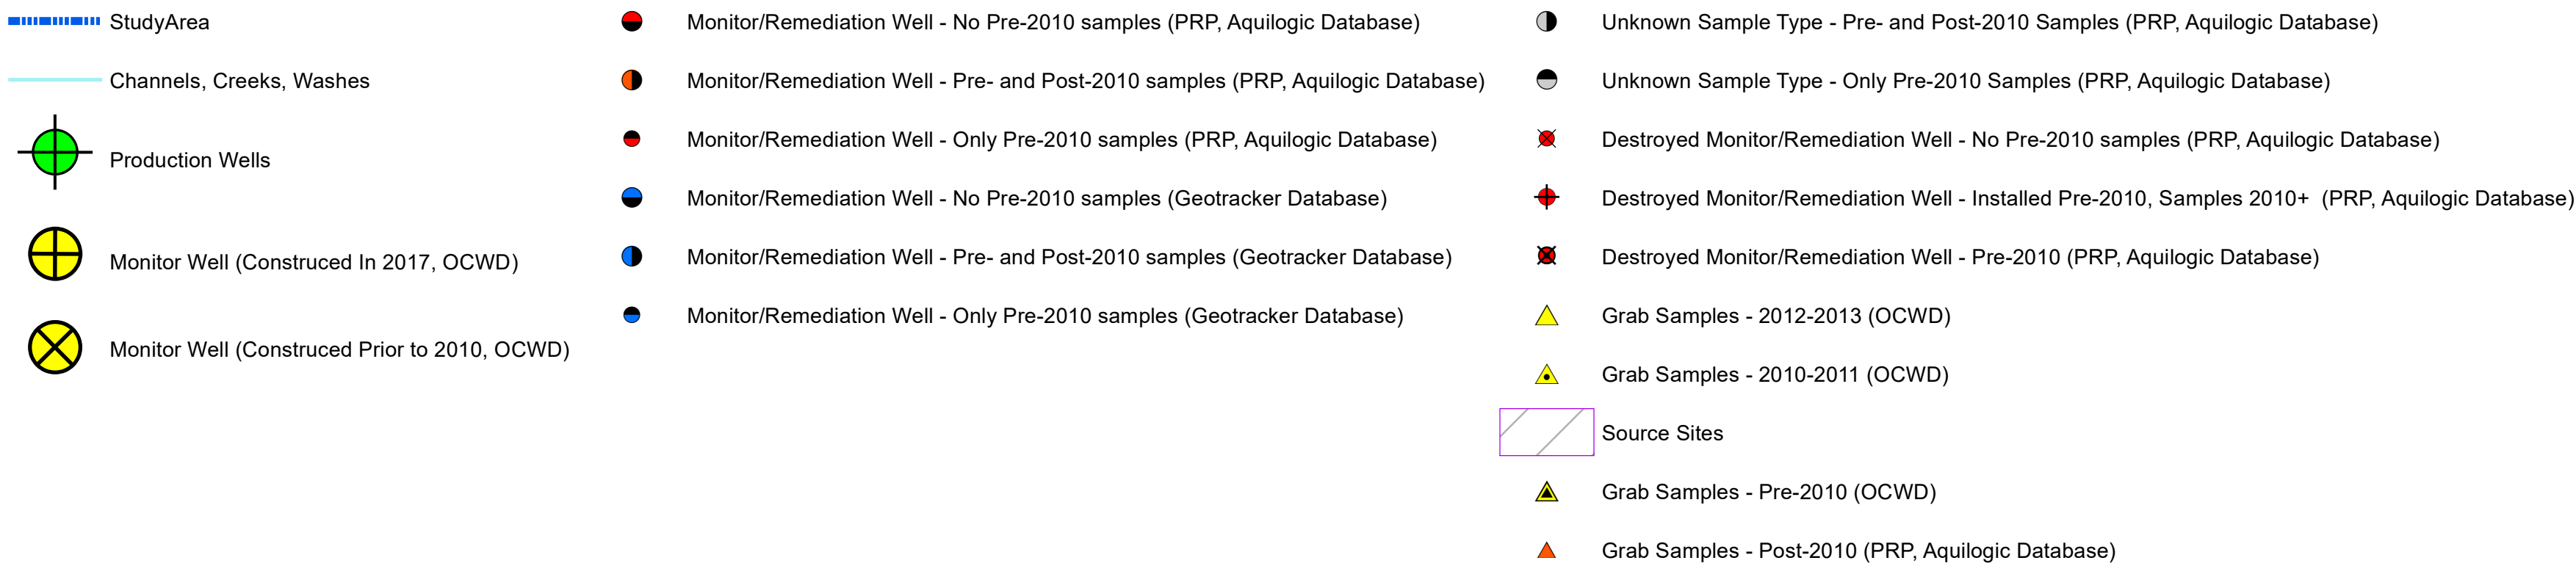 StudyArea
Channels, Creeks, Washes
Production Wells
Monitor Well (Construced In 2017, OCWD)
Monitor Well (Construced Prior to 2010, OCWD)
Monitor/Remediation Well - No Pre-2010 samples (PRP, Aquilogic Database)
Monitor/Remediation Well - Pre- and Post-2010 samples (PRP, Aquilogic Database)
Monitor/Remediation Well - Only Pre-2010 samples (PRP, Aquilogic Database)
Monitor/Remediation Well - No Pre-2010 samples (Geotracker Database)
Monitor/Remediation Well - Pre- and Post-2010 samples (Geotracker Database)
Monitor/Remediation Well - Only Pre-2010 samples (Geotracker Database)
Unknown Sample Type - Pre- and Post-2010 Samples (PRP, Aquilogic Database)
Unknown Sample Type - Only Pre-2010 Samples (PRP, Aquilogic Database)
Destroyed Monitor/Remediation Well - No Pre-2010 samples (PRP, Aquilogic Database)
Destroyed Monitor/Remediation Well - Installed Pre-2010, Samples 2010+  (PRP, Aquilogic Database)
Destroyed Monitor/Remediation Well - Pre-2010 (PRP, Aquilogic Database)
Grab Samples - 2012-2013 (OCWD)
Grab Samples - 2010-2011 (OCWD)
Source Sites
Grab Samples - Pre-2010 (OCWD)
Grab Samples - Post-2010 (PRP, Aquilogic Database)